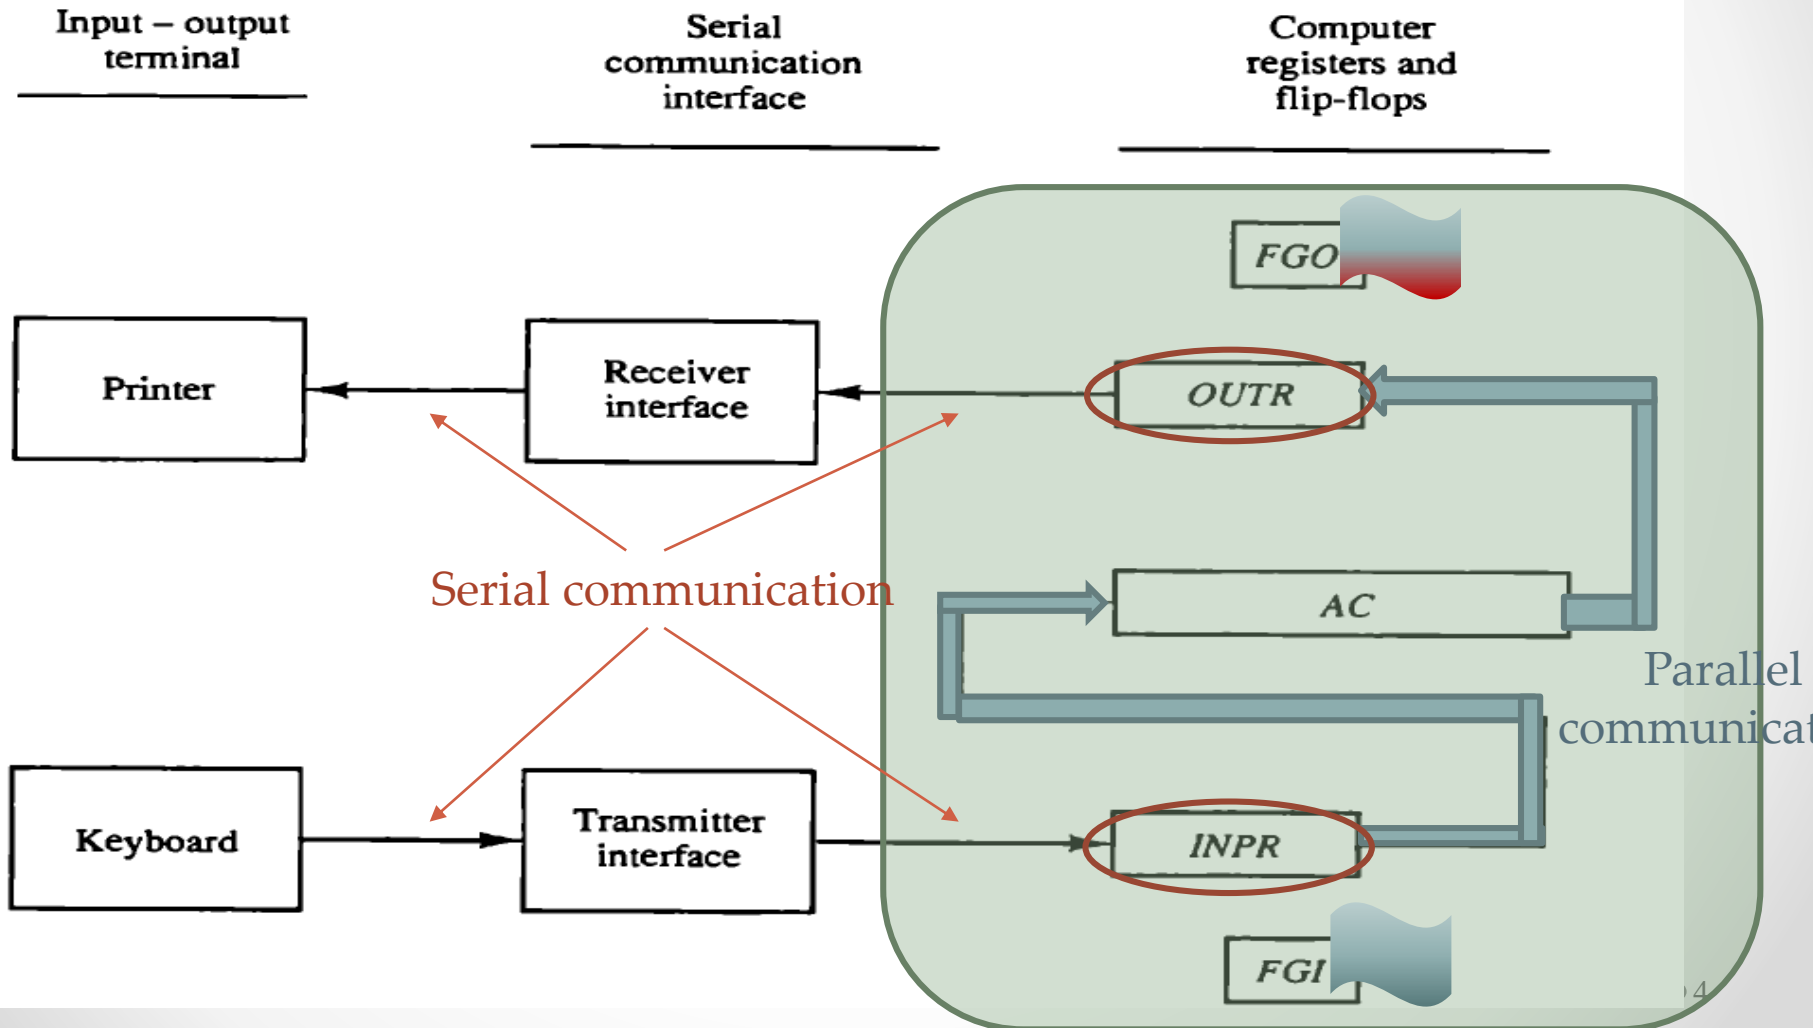 Input – output
terminal
Serial
communication
interface
Computer
registers and
flip-flops
FGO
Printer
Receiver
interface
OUTR
Serial communication
AC
Parallel
Keyboard
Transmitter
interface
INPR
FGI
4